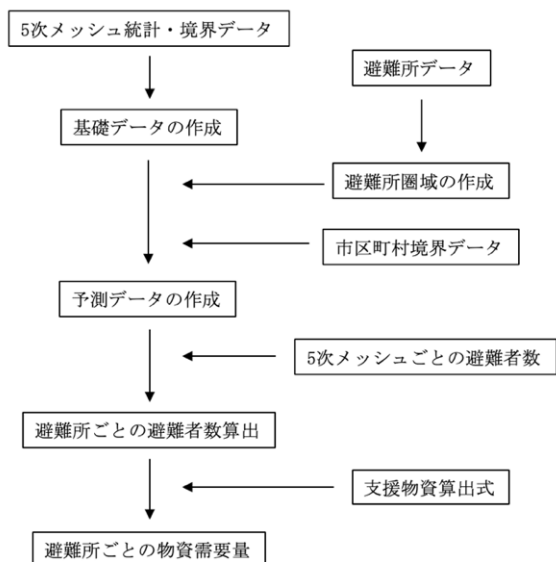 5次メッシュ統計・境界データ
避難所データ
基礎データの作成
避難所圏域の作成
市区町村境界データ
予測データの作成
5次メッシュごとの避難者数
避難所ごとの避難者数算出
支援物資算出式
避難所ごとの物資需要量